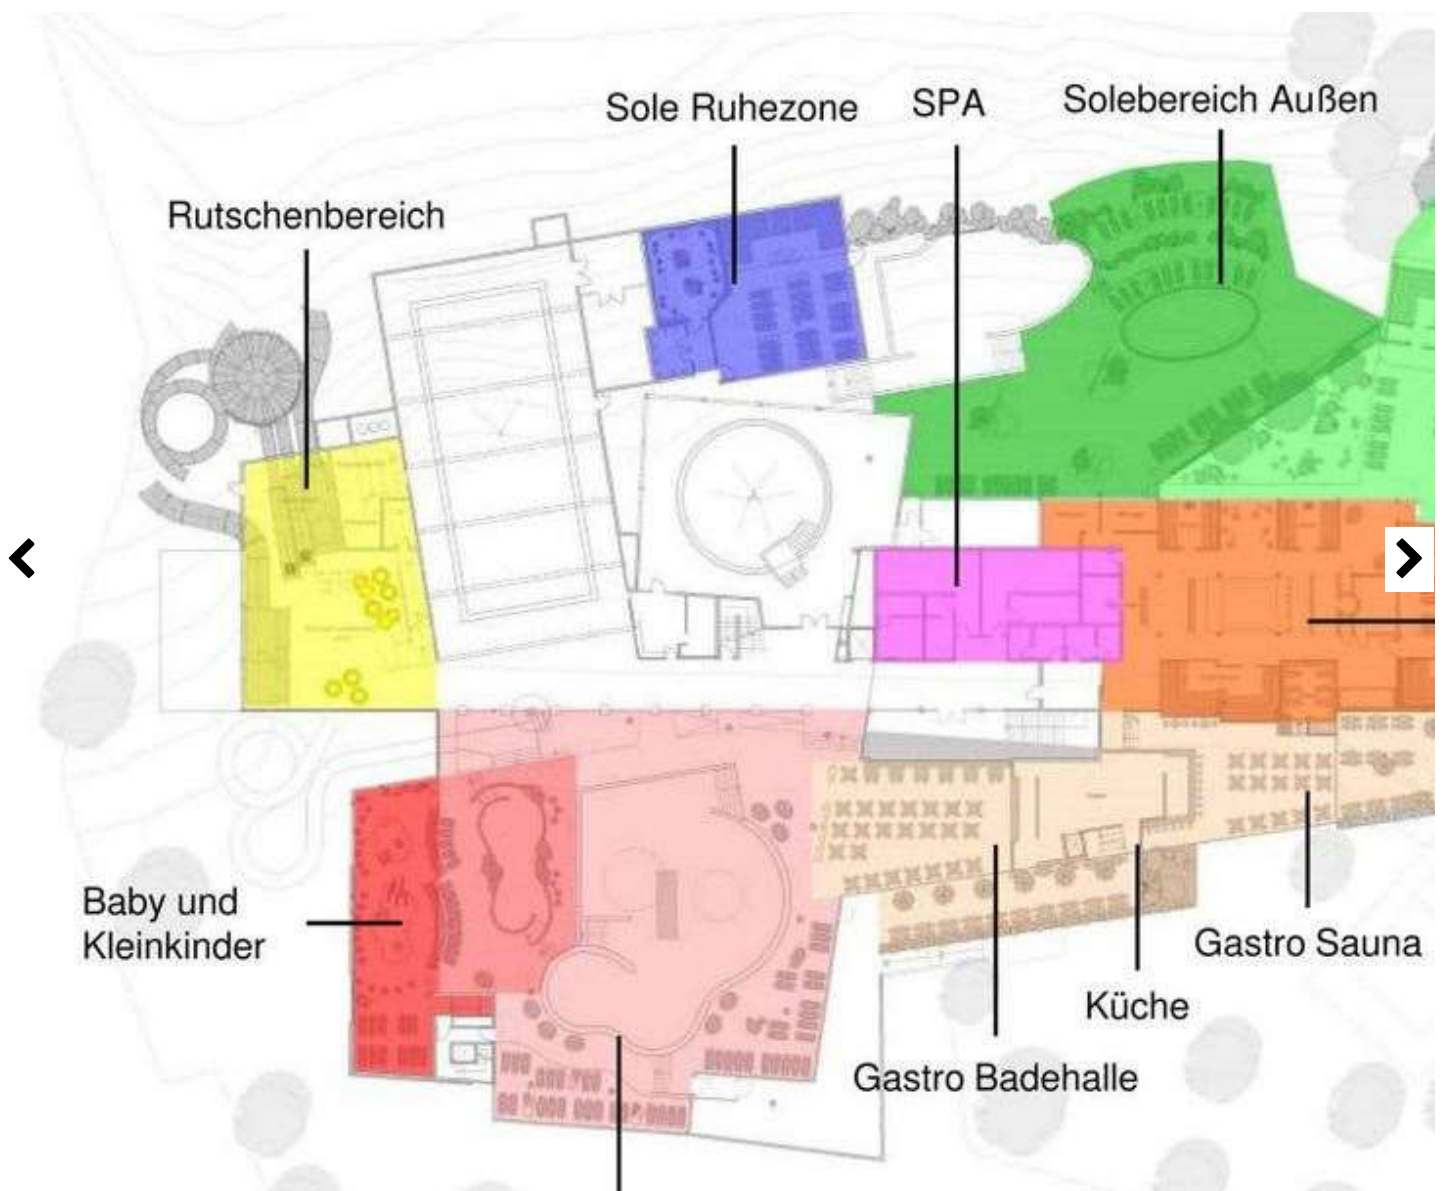 Sole Ruhezone
SPA
Solebereich Außen
Rutschenbereich
Baby und
Kleinkinder
Gastro Sauna
Küche
Gastro Badehalle